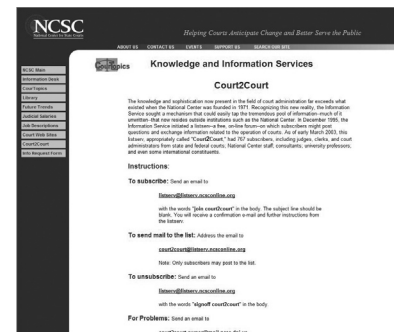 NCSC
National Center for State Courts
Helping Courts Anticipate Change and Better Serve the Public
ABOUT US CONTACT US EVENTS SUPPORT US SEARCH OUR SITE
NCSC Main
Information Desk
CourTopics
Library
Future Trends
Judicial Salaries
Job Descriptions
Court Web Sites
Court2Court
Info Request Form
CourTopics
Knowledge and Information Services
Court2Court
The knowledge and sophistication now present in the field of court administration far exceeds what
existed when the National Center was founded in 1971. Recognizing this new reality, the Information
Service sought a mechanism that could easily tap the tremendous pool of information--much of it
unwritten--that now resides outside institutions such as the National Center. In December 1995, the
Information Service initiated a listserv--a free, on-line forum--on which subscribers might post
questions and exchange information related to the operation of courts. As of early March 2003, this
listserv, appropriately called "Court2Court," had 767 subscribers, including judges, clerks, and court
administrators from state and federal courts, National Center staff, consultants, university professors,
and even some international constituents.
Instructions:
To subscribe: Send an email to
listserv@listserv.ncsconline.org
with the words "join court2court" in the body. The subject line should be
blank. You will receive a confirmation e-mail and further instructions from
the listserv.
To send mail to the list: Address the email to
court2court@listserv.ncsconline.org
Note: Only subscribers may post to the list.
To unsubscribe: Send an email to
listserv@listserv.ncsconline.org
with the words "signoff court2court" in the body
For Problems: Send an email to